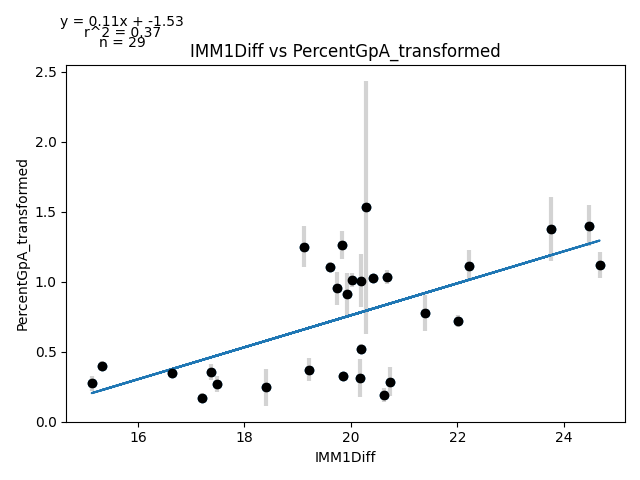 y = 0.11x + -1.53
r^2 = 0.37
n = 29
IMM1Diff vs PercentGpA_transformed
PercentGpA_transformed
2.5
2.0
1.5
1.0
0.5
0.0
16
18
20
22
24
IMM1Diff